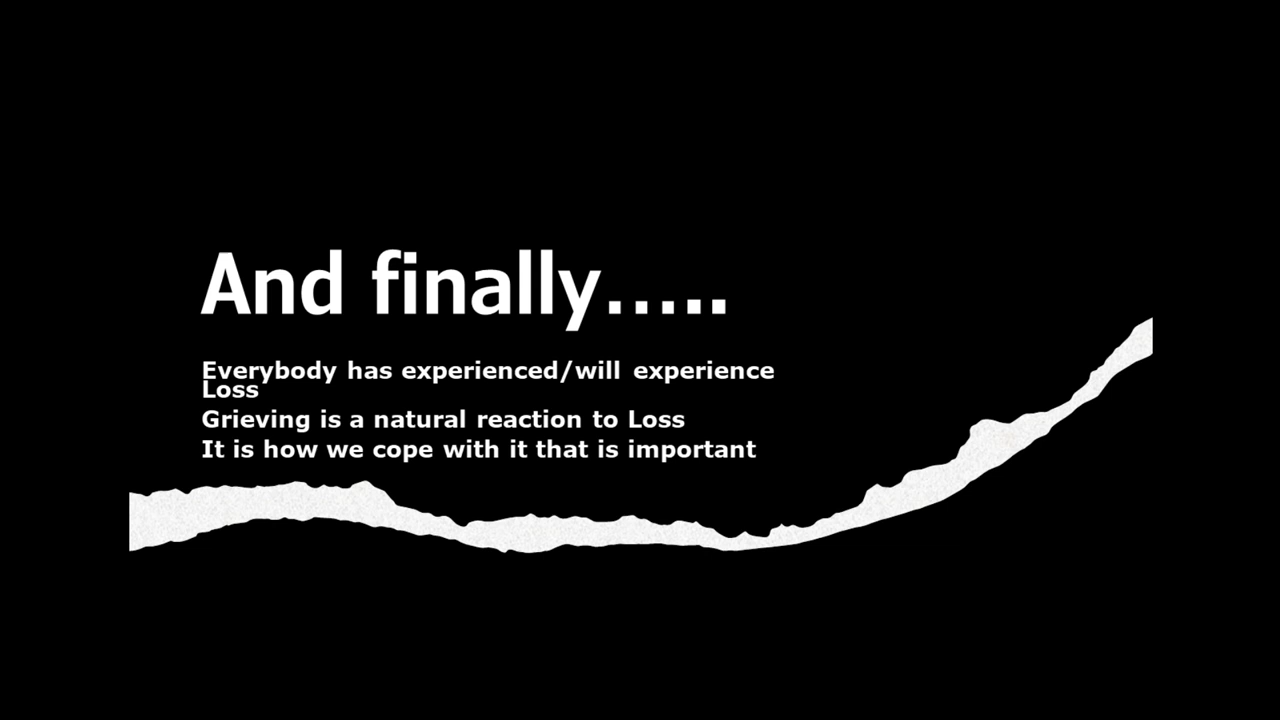 And finally…..
Everybody has experienced/will experience
Loss
Grieving is a natural reaction to Loss
It is how we cope with it that is important